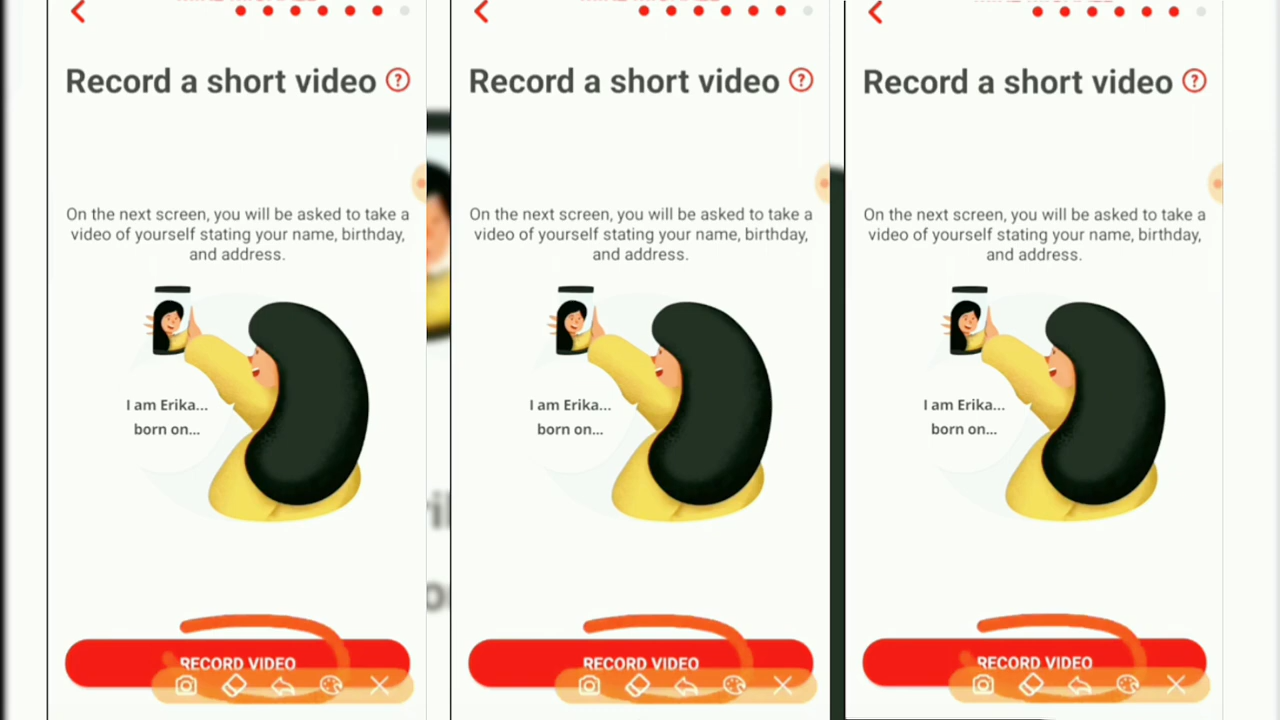 Record a short video ?
On the next screen, you will be asked to take a
video of yourself stating your name, birthday,
and address.
I am Erika...
born on...
RECORD VIDEO
Record a short video ?
On the next screen, you will be asked to take a
video of yourself stating your name, birthday,
and address.
I am Erika...
born on...
RECORD VIDEO
Record a short video ?
On the next screen, you will be asked to take a
video of yourself stating your name, birthday,
and address.
I am Erika...
born on...
RECORD VIDEO